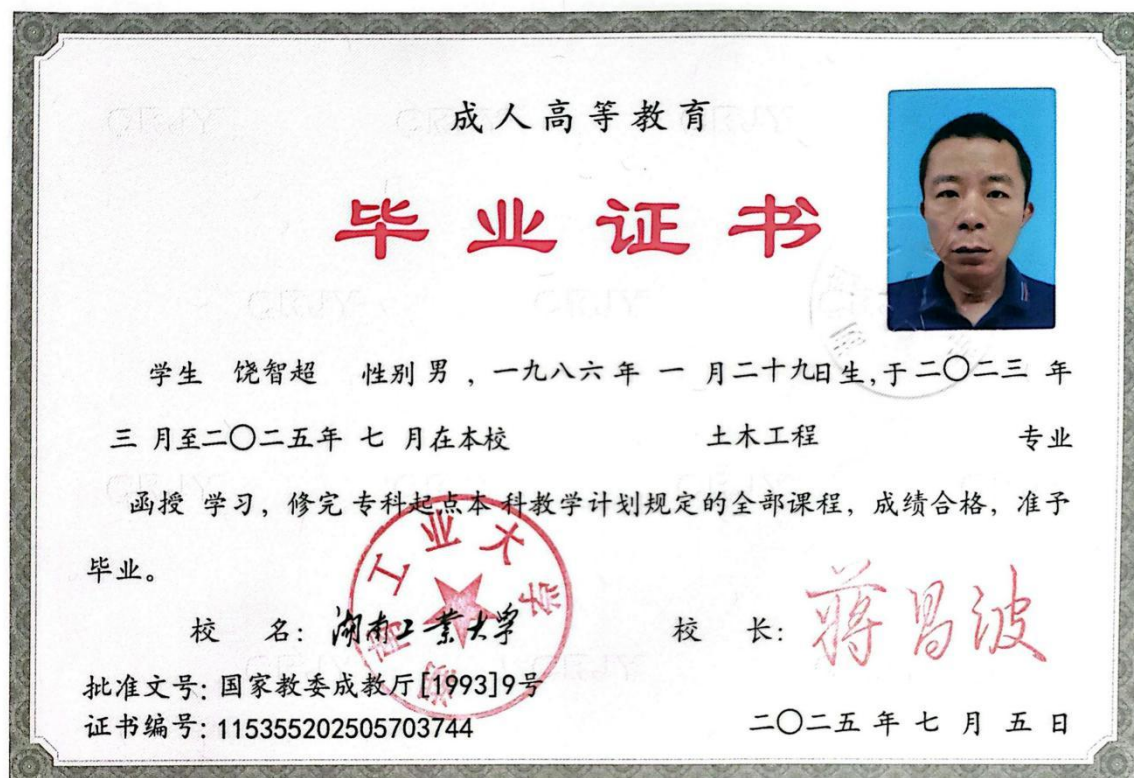 成人高等教育
毕业证书
学生 饶智超 性别 男 , 一九八六 年 一 月二十九日生,于 二〇二三 年
三 月至二〇二五年 七 月在本校 土木工程 专业
函授 学习, 修完 专科起点本 科教学计划规定的全部课程, 成绩合格, 准予
毕业。
校 名: 湖南工业大学 校 长: 蒋昌波
湖南工业大学
批准文号: 国家教委成教厅[1993]9号
证书编号: 115355202505703744 二〇二五 年 七 月 五 日